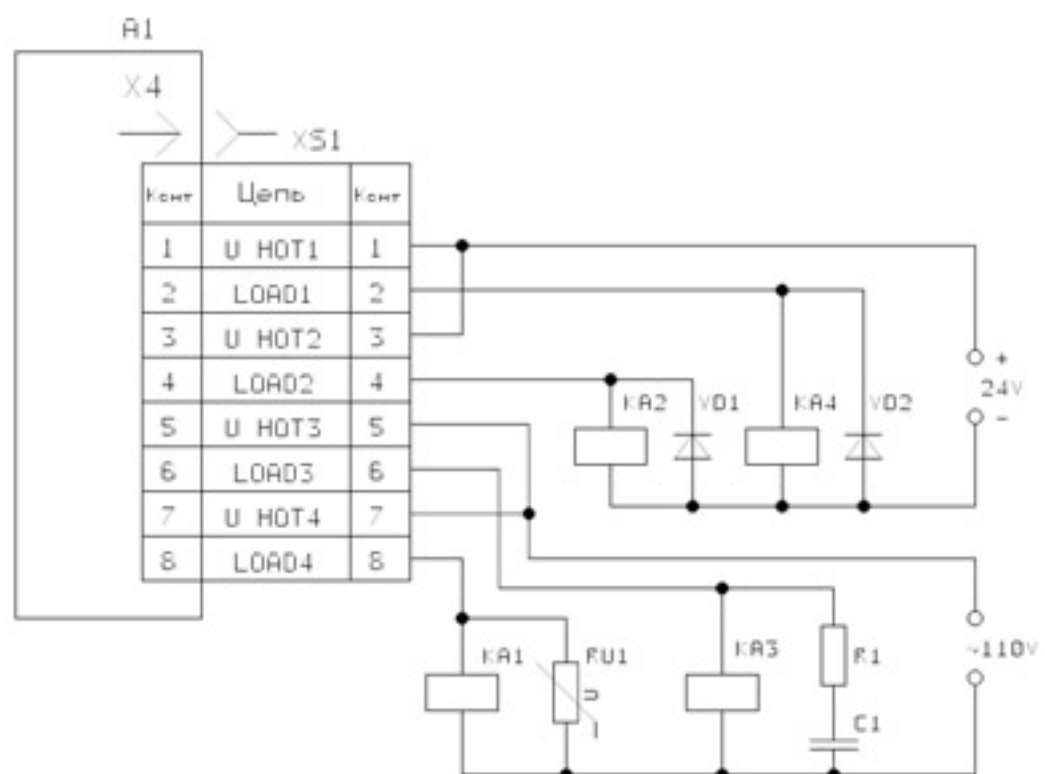 A1
X4
XS1
Конт Цепь Конт
1 U HOT1 1
2 LOAD1 2
3 U HOT2 3
4 LOAD2 4
5 U HOT3 5
6 LOAD3 6
7 U HOT4 7
8 LOAD4 8
+
24V
-
KA2 VD1 KA4 VD2
KA1 RU1 KA3 R1 ~110V
U
C1